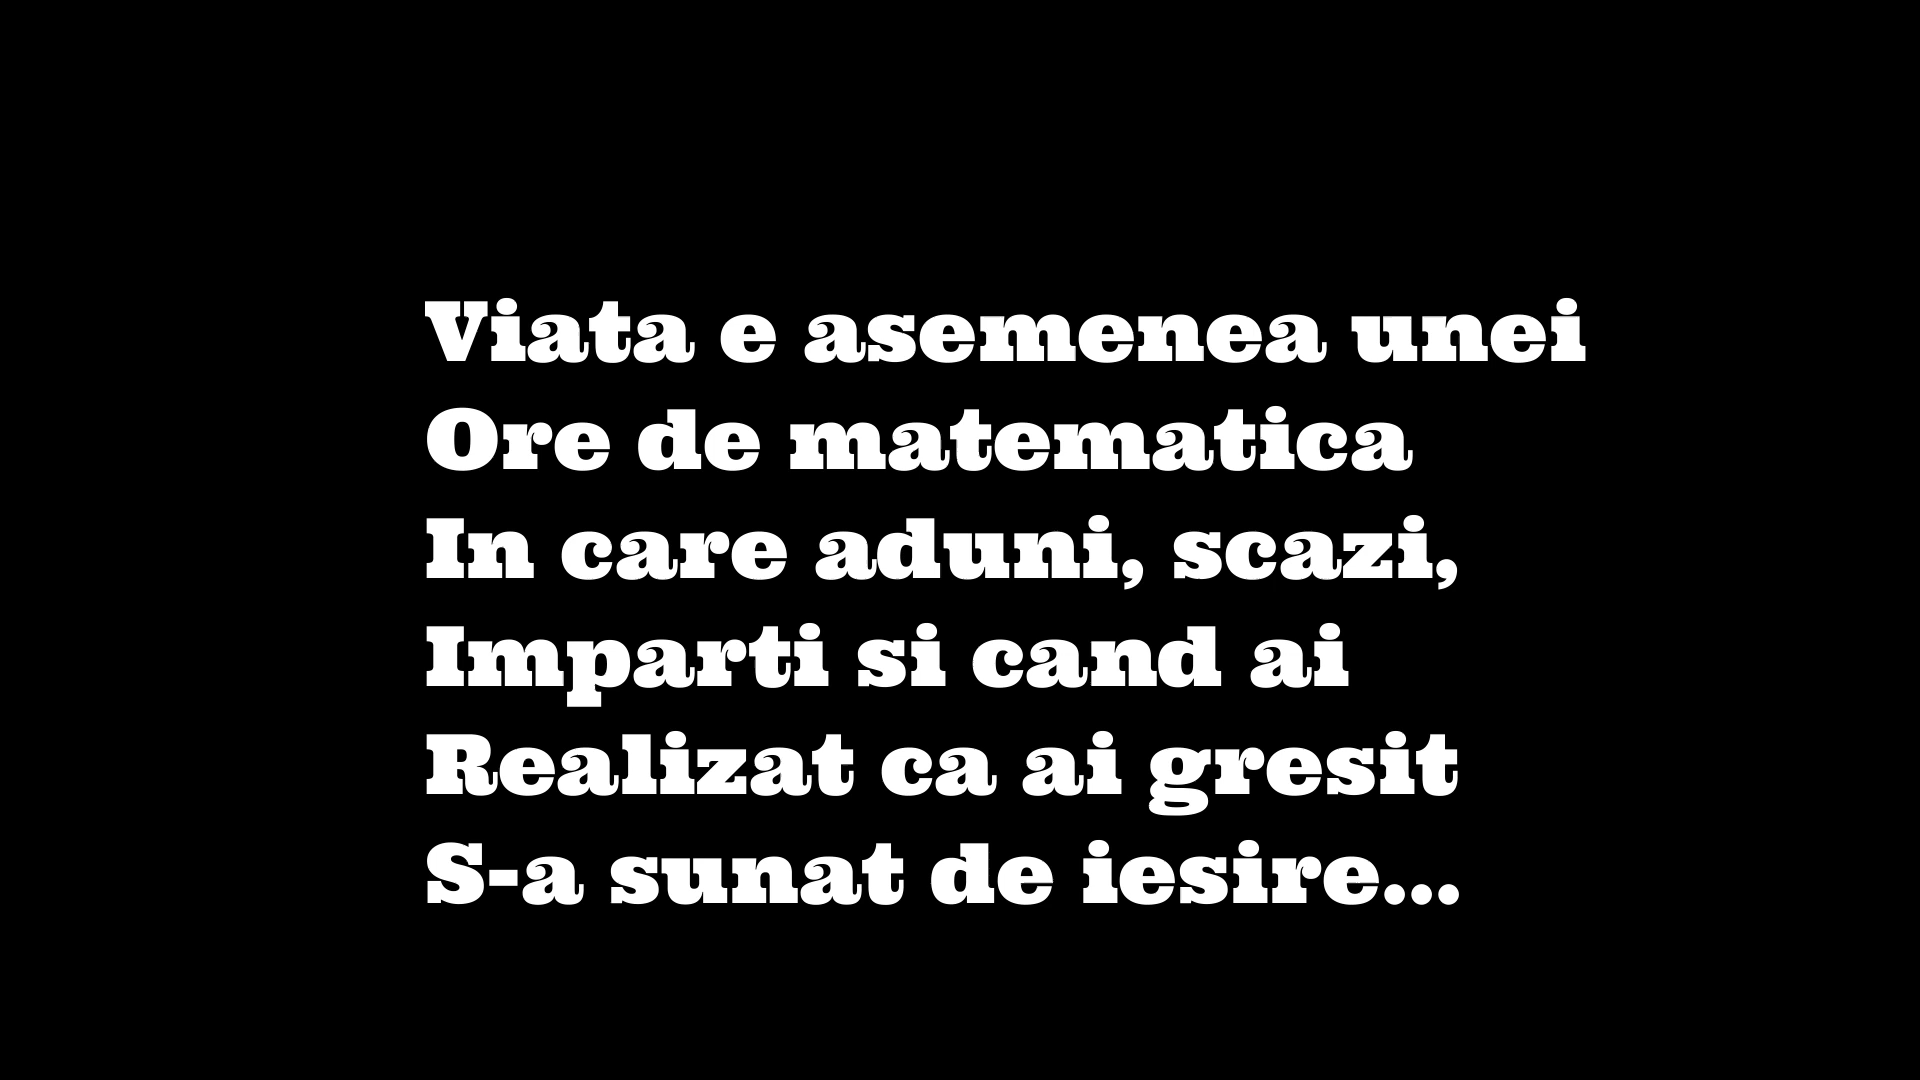 Viata e asemenea unei
Ore de matematica
In care aduni, scazi,
Imparti si cand ai
Realizat ca ai gresit
S-a sunat de iesire...